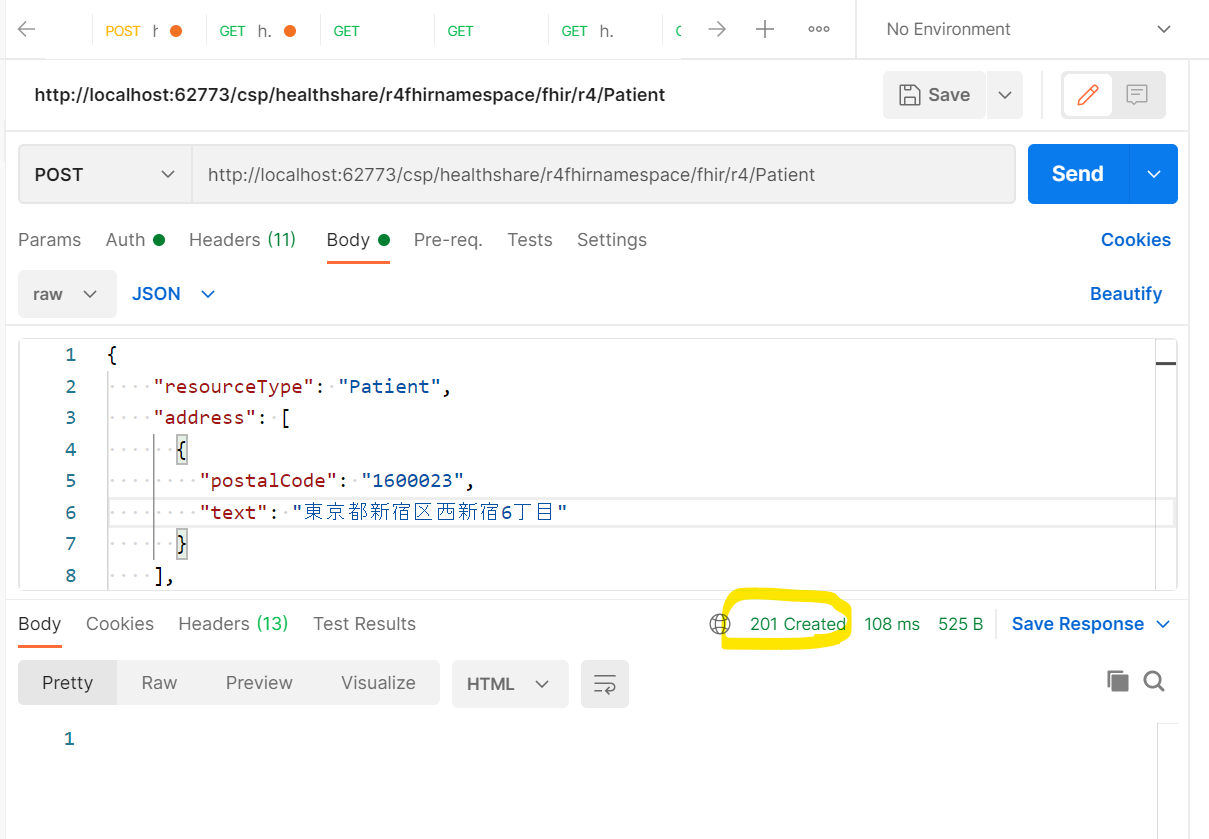 POST h GET h. GET GET GET h. No Environment
http://localhost:62773/csp/healthshare/r4fhirnamespace/fhir/r4/Patient Save
POST http://localhost:62773/csp/healthshare/r4fhirnamespace/fhir/r4/Patient Send
Params Auth Headers (11) Body Pre-req. Tests Settings Cookies
raw JSON Beautify
1 {
2 "resourceType": "Patient",
3 "address": [
4 {
5 "postalCode": "1600023",
6 "text": "東京都新宿区西新宿6丁目"
7 }
8 ],
Body Cookies Headers (13) Test Results 201 Created 108 ms 525 B Save Response
Pretty Raw Preview Visualize HTML
1